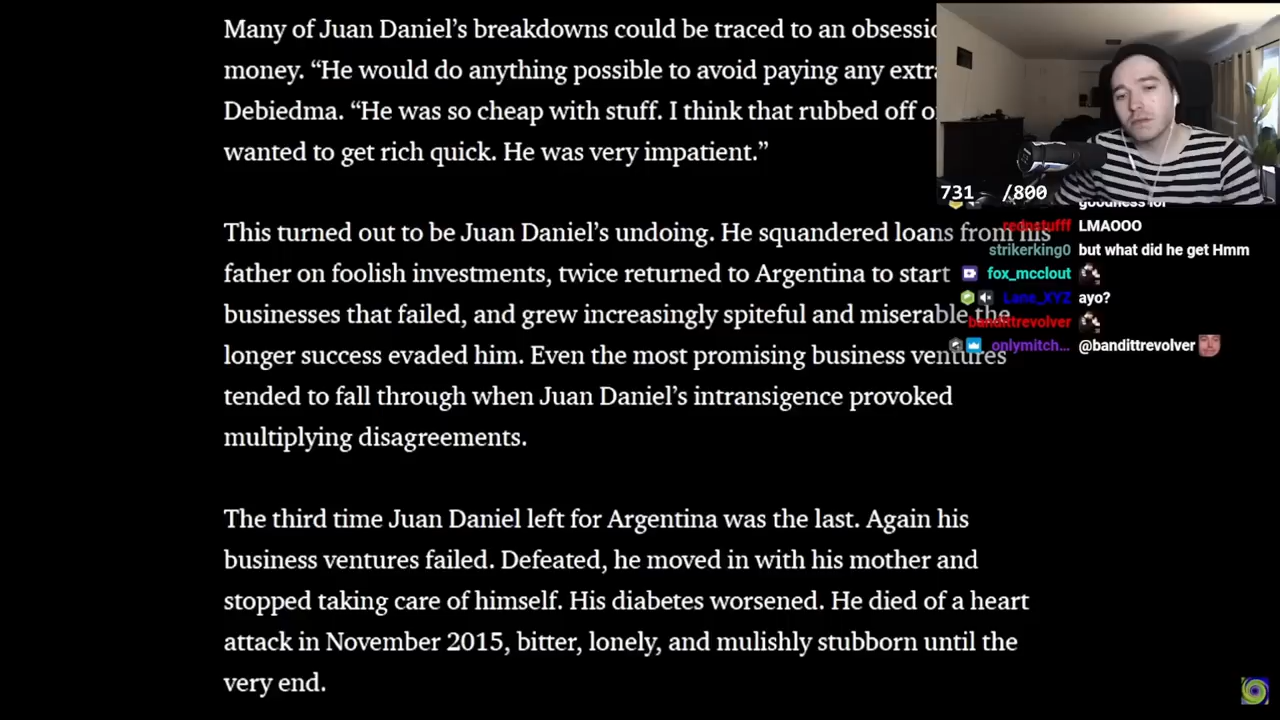 Many of Juan Daniel’s breakdowns could be traced to an
money. “He would do anything possible to avoid paying any
Debiedma. “He was so cheap with stuff. I think that rubbed off
wanted to get rich quick. He was very impatient.”
This turned out to be Juan Daniel’s undoing. He squandered loans from his
father on foolish investments, twice returned to Argentina to start
businesses that failed, and grew increasingly spiteful and miserable the
longer success evaded him. Even the most promising business ventures
tended to fall through when Juan Daniel’s intransigence provoked
multiplying disagreements.
The third time Juan Daniel left for Argentina was the last. Again his
business ventures failed. Defeated, he moved in with his mother and
stopped taking care of himself. His diabetes worsened. He died of a heart
attack in November 2015, bitter, lonely, and mulishly stubborn until the
very end.
731 /800
goodness lol
rednstufff LMAOOO
strikerking0 but what did he get Hmm
fox_mcclout
Lane_XYZ ayo?
bandittrevolver
onlymitch... @bandittrevolver